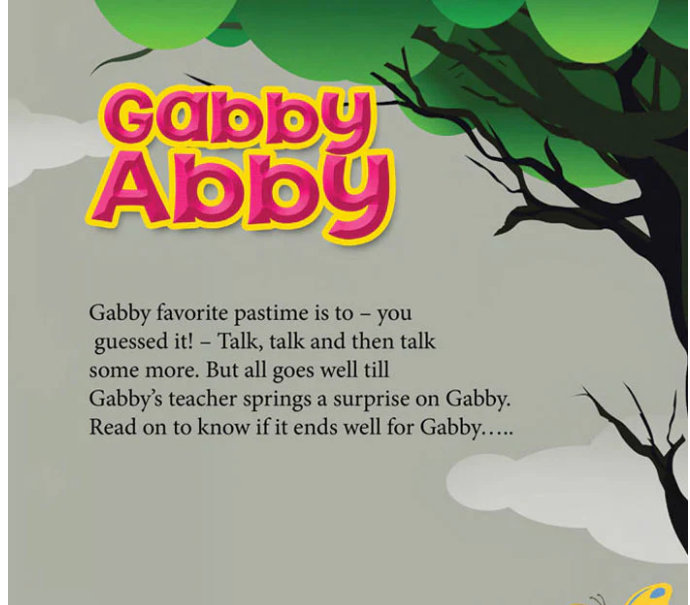 Gabby
Abby
Gabby favorite pastime is to – you
guessed it! – Talk, talk and then talk
some more. But all goes well till
Gabby’s teacher springs a surprise on Gabby.
Read on to know if it ends well for Gabby…..